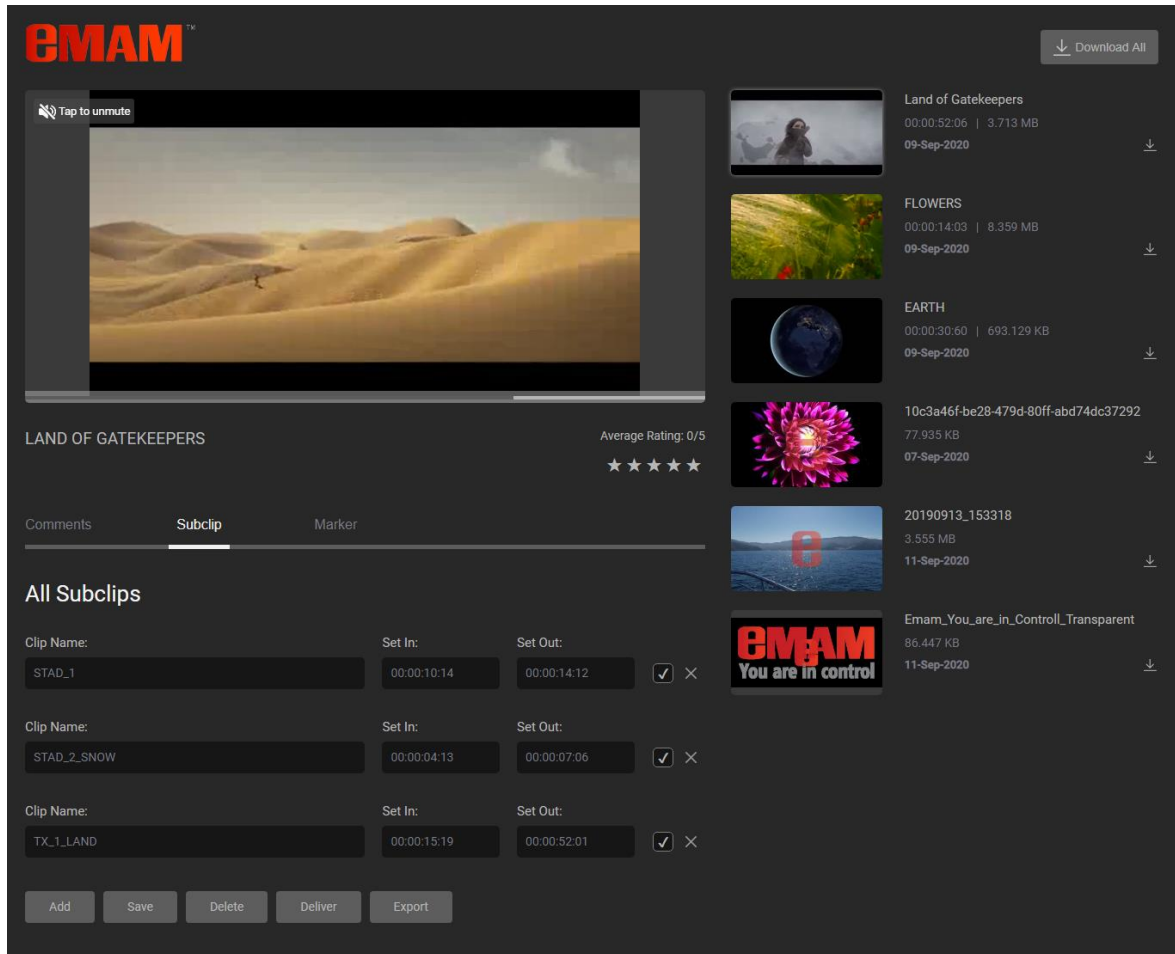 eMAM™
Download All
Tap to unmute
LAND OF GATEKEEPERS
Average Rating: 0/5
Comments Subclip Marker
All Subclips
Clip Name: Set In: Set Out:
STAD_1 00:00:10:14 00:00:14:12
Clip Name: Set In: Set Out:
STAD_2_SNOW 00:00:04:13 00:00:07:06
Clip Name: Set In: Set Out:
TX_1_LAND 00:00:15:19 00:00:52:01
Add Save Delete Deliver Export
Land of Gatekeepers
00:00:52:06 | 3.713 MB
09-Sep-2020
FLOWERS
00:00:14:03 | 8.359 MB
09-Sep-2020
EARTH
00:00:30:60 | 693.129 KB
09-Sep-2020
10c3a46f-be28-479d-80ff-abd74dc37292
77.935 KB
07-Sep-2020
e
20190913_153318
3.555 MB
11-Sep-2020
eMAM
You are in control
Emam_You_are_in_Controll_Transparent
86.447 KB
11-Sep-2020